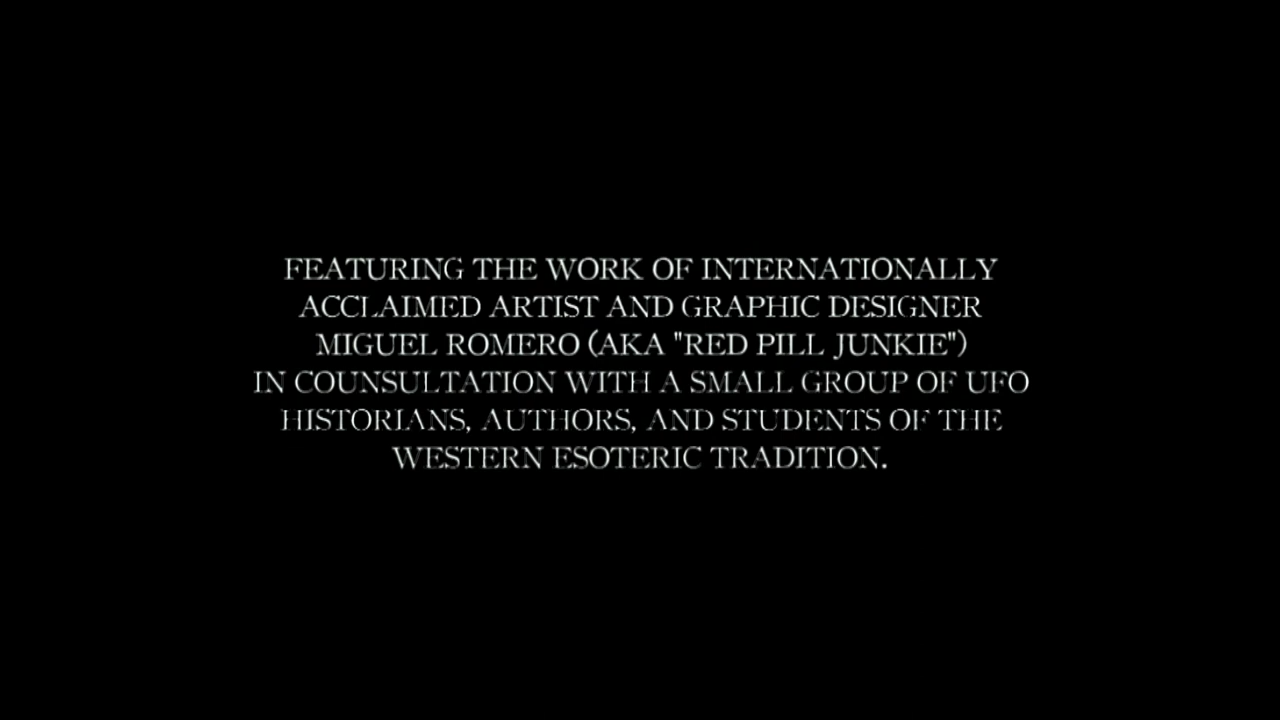 FEATURING THE WORK OF INTERNATIONALLY
ACCLAIMED ARTIST AND GRAPHIC DESIGNER
MIGUEL ROMERO (AKA "RED PILL JUNKIE")
IN COUNSULTATION WITH A SMALL GROUP OF UFO
HISTORIANS, AUTHORS, AND STUDENTS OF THE
WESTERN ESOTERIC TRADITION.